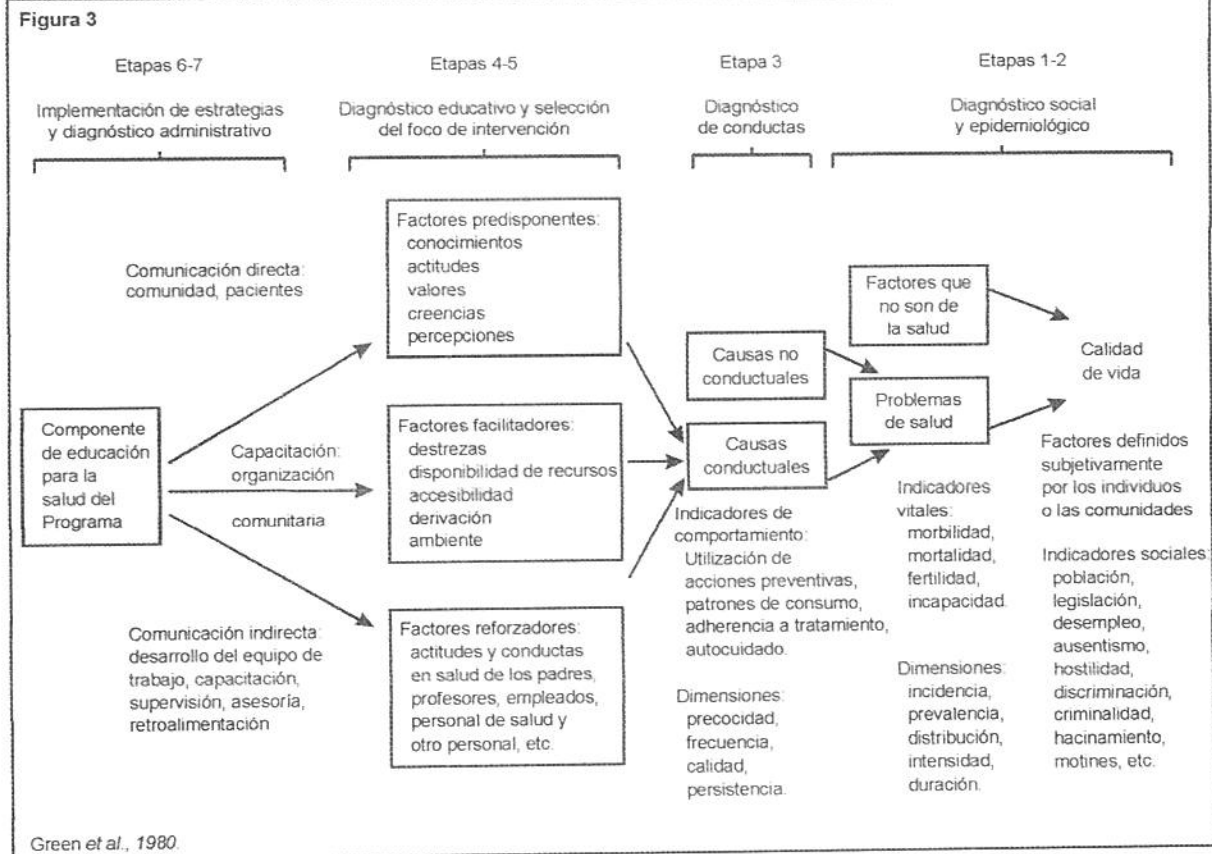 Figura 3
Etapas 6-7
Implementación de estrategias
y diagnóstico administrativo
Etapas 4-5
Diagnóstico educativo y selección
del foco de intervención
Etapa 3
Diagnóstico
de conductas
Etapas 1-2
Diagnóstico social
y epidemiológico
Componente
de educación
para la
salud del
Programa
Comunicación directa:
comunidad, pacientes
Capacitación:
organización
comunitaria
Comunicación indirecta:
desarrollo del equipo de
trabajo, capacitación,
supervisión, asesoría,
retroalimentación
Factores predisponentes:
conocimientos
actitudes
valores
creencias
percepciones
Factores facilitadores:
destrezas
disponibilidad de recursos
accesibilidad
derivación
ambiente
Factores reforzadores:
actitudes y conductas
en salud de los padres,
profesores, empleados,
personal de salud y
otro personal, etc.
Causas no
conductuales
Causas
conductuales
Indicadores de
comportamiento:
Utilización de
acciones preventivas,
patrones de consumo,
adherencia a tratamiento,
autocuidado.
Dimensiones:
precocidad,
frecuencia,
calidad,
persistencia.
Factores que
no son de
la salud
Problemas
de salud
Indicadores
vitales:
morbilidad,
mortalidad,
fertilidad,
incapacidad.
Dimensiones:
incidencia,
prevalencia,
distribución,
intensidad,
duración.
Calidad
de vida
Factores definidos
subjetivamente
por los individuos
o las comunidades
Indicadores sociales:
población,
legislación,
desempleo,
ausentismo,
hostilidad,
discriminación,
criminalidad,
hacinamiento,
motines, etc.
Green et al., 1980.